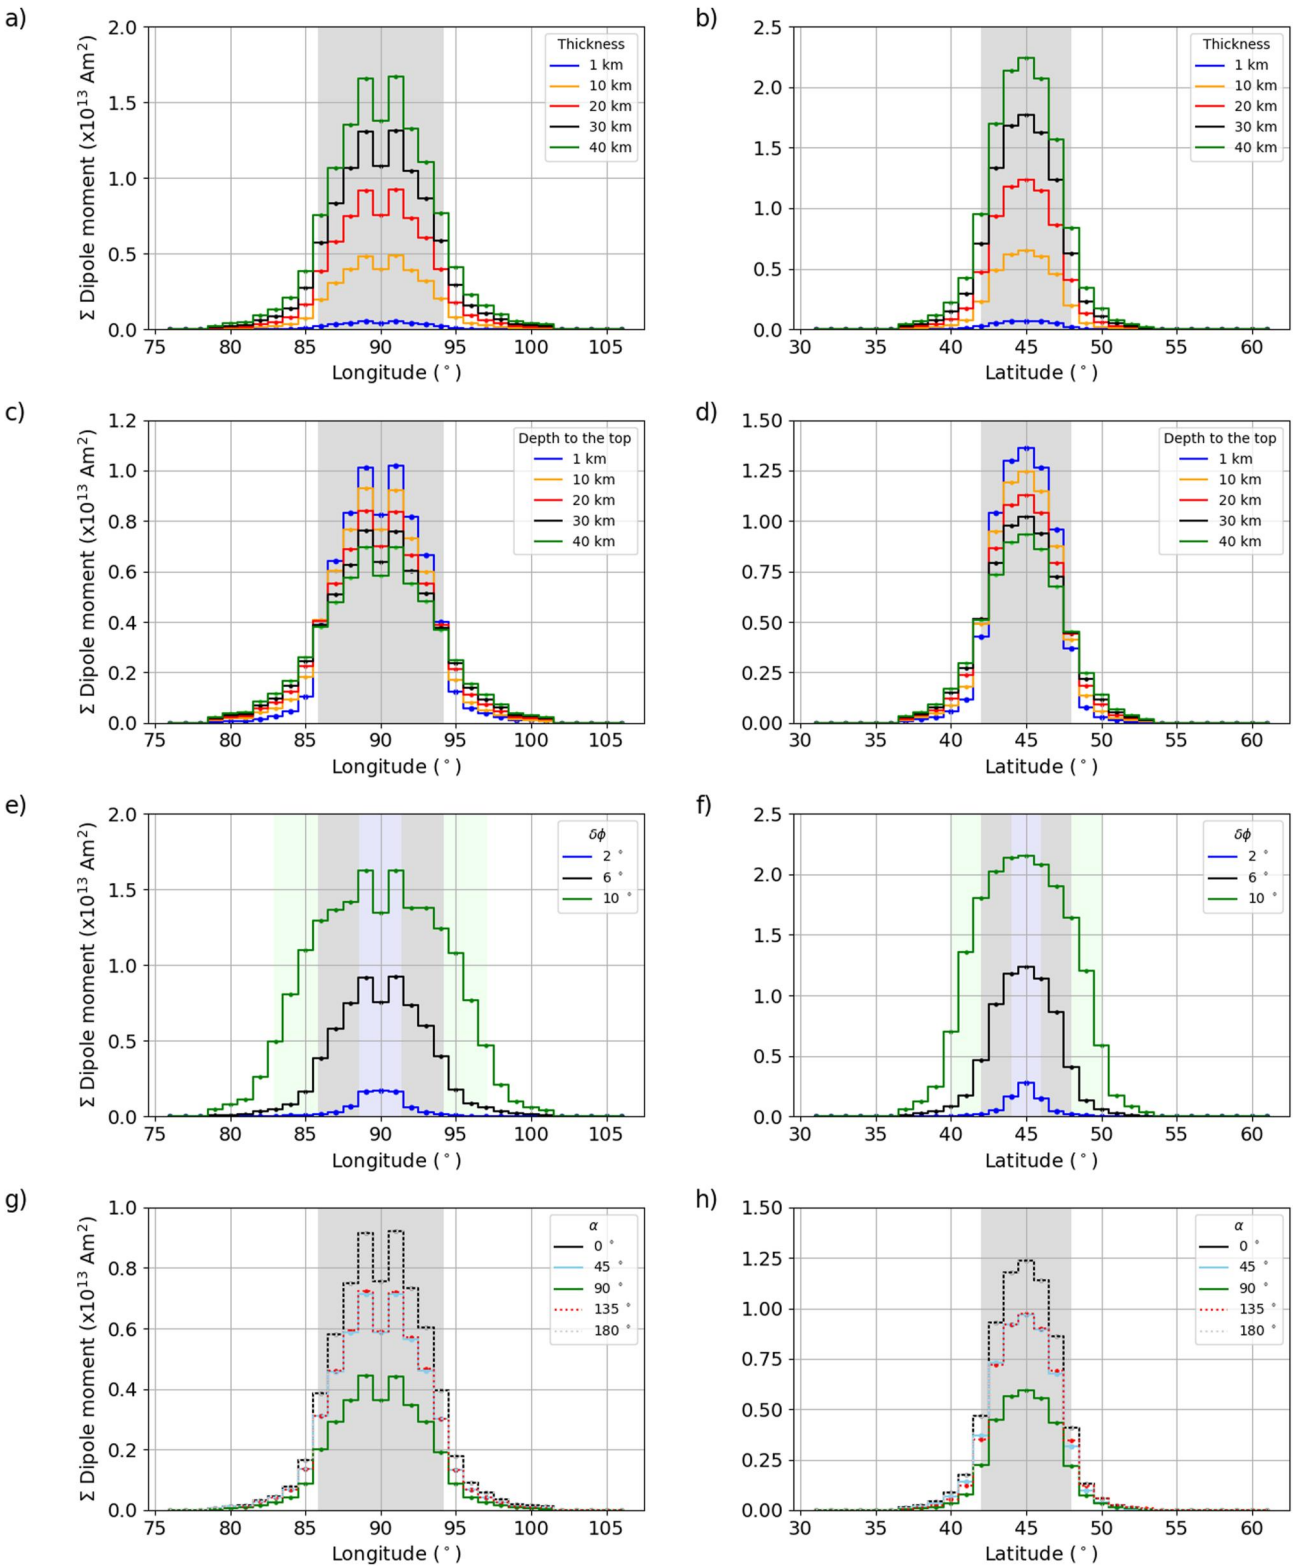 a)
Σ Dipole moment (x10¹³ Am²)
2.0
1.5
1.0
0.5
0.0
75 80 85 90 95 100 105
Longitude (°)
Thickness
1 km
10 km
20 km
30 km
40 km
b)
2.5
2.0
1.5
1.0
0.5
0.0
30 35 40 45 50 55 60
Latitude (°)
Thickness
1 km
10 km
20 km
30 km
40 km
c)
Σ Dipole moment (x10¹³ Am²)
1.2
1.0
0.8
0.6
0.4
0.2
0.0
75 80 85 90 95 100 105
Longitude (°)
Depth to the top
1 km
10 km
20 km
30 km
40 km
d)
1.50
1.25
1.00
0.75
0.50
0.25
0.00
30 35 40 45 50 55 60
Latitude (°)
Depth to the top
1 km
10 km
20 km
30 km
40 km
e)
Σ Dipole moment (x10¹³ Am²)
2.0
1.5
1.0
0.5
0.0
75 80 85 90 95 100 105
Longitude (°)
δϕ
2 °
6 °
10 °
f)
2.5
2.0
1.5
1.0
0.5
0.0
30 35 40 45 50 55 60
Latitude (°)
δϕ
2 °
6 °
10 °
g)
Σ Dipole moment (x10¹³ Am²)
1.0
0.8
0.6
0.4
0.2
0.0
75 80 85 90 95 100 105
Longitude (°)
α
0 °
45 °
90 °
135 °
180 °
h)
1.50
1.25
1.00
0.75
0.50
0.25
0.00
30 35 40 45 50 55 60
Latitude (°)
α
0 °
45 °
90 °
135 °
180 °